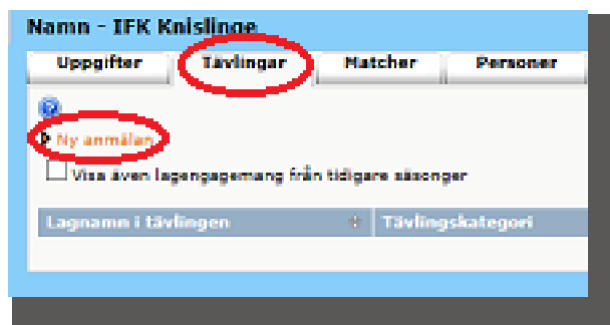 Namn - IFK Knislinge
Uppgifter Tävlingar Matcher Personer
Ny anmälan
Visa även lagengagemang från tidigare säsonger
Lagnamn i tävlingen Tävlingskategori